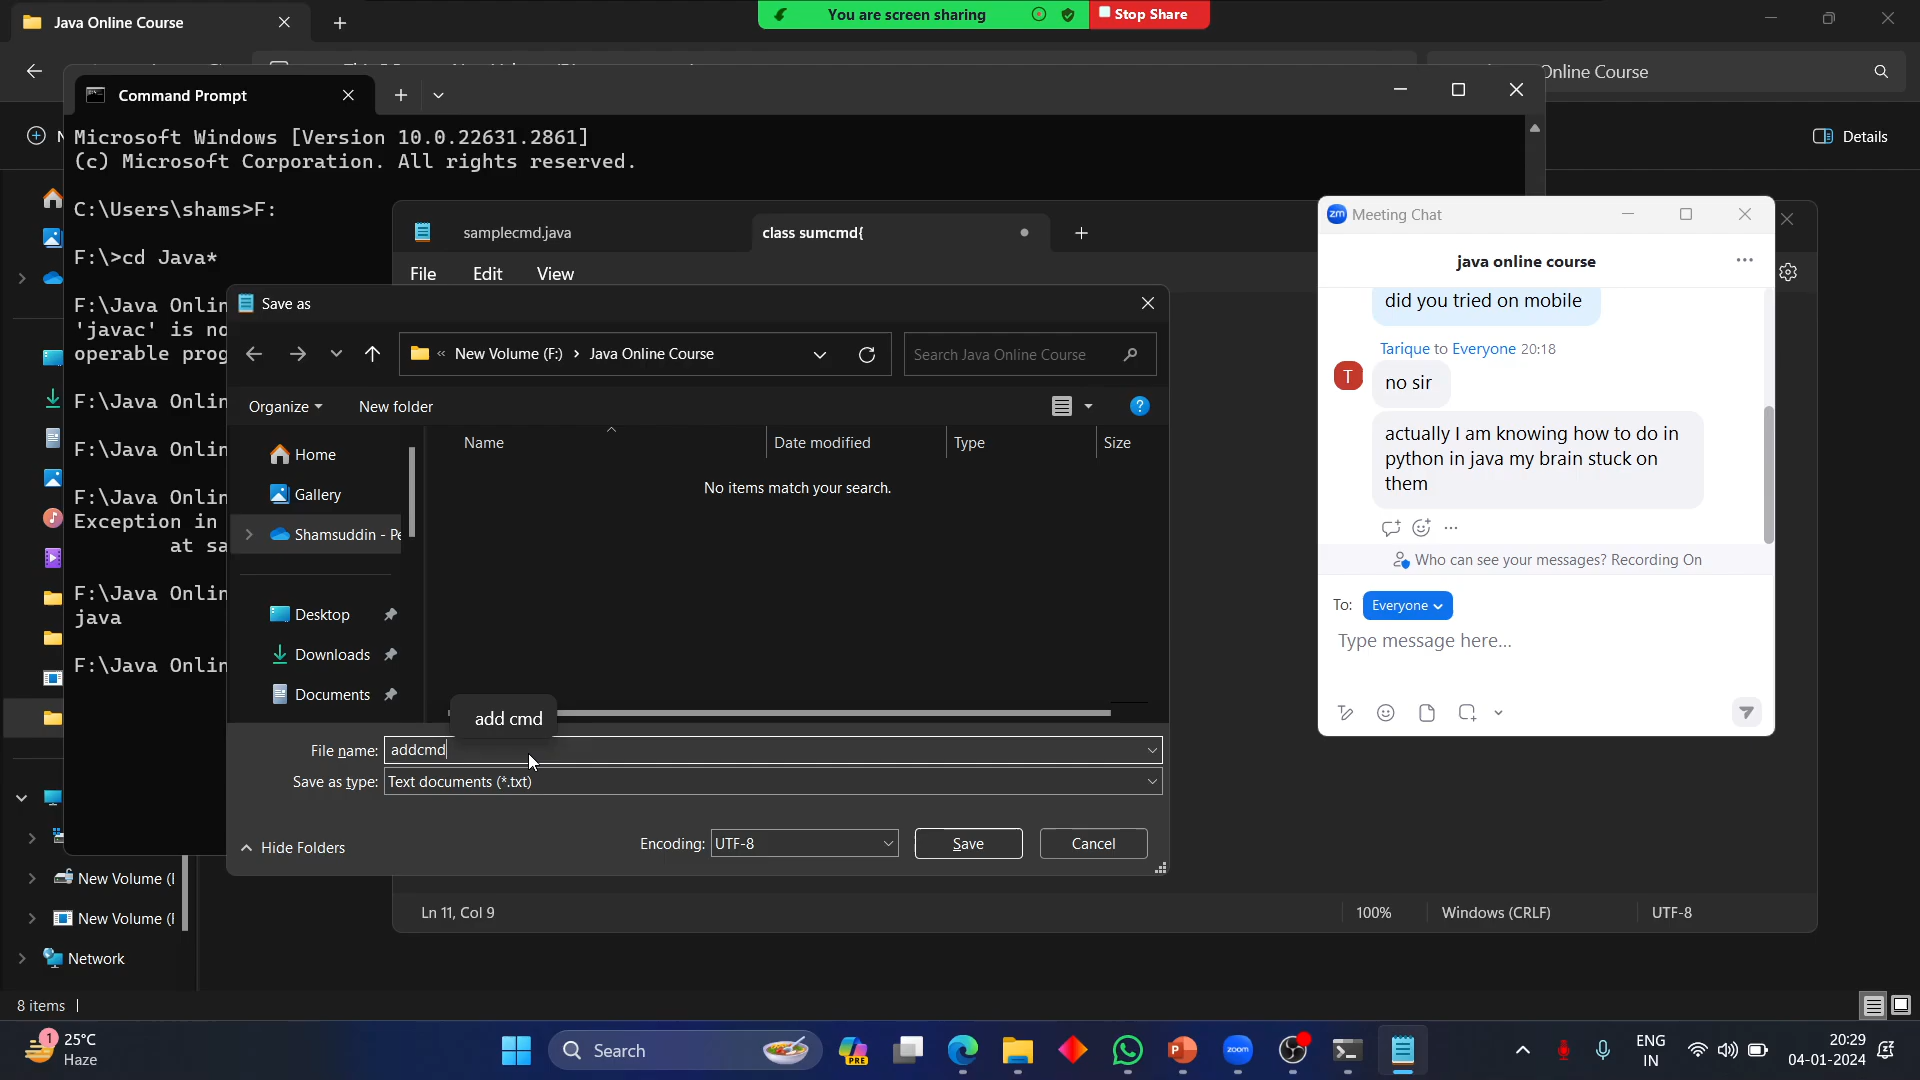 Java Online Course
You are screen sharing
Stop Share
Online Course
Command Prompt
Details
Microsoft Windows [Version 10.0.22631.2861]
(c) Microsoft Corporation. All rights reserved.
C:\Users\shams>F:
F:\>cd Java*
F:\Java Onlin
'javac' is no
operable prog
F:\Java Onlin
F:\Java Onlin
F:\Java Onlin
Exception in
at sa
F:\Java Onlin
java
F:\Java Onlin
samplecmd.java
class sumcmd{
File Edit View
Save as
« New Volume (F:) > Java Online Course
Search Java Online Course
Organize
New folder
Name
Date modified
Type
Size
No items match your search.
Home
Gallery
Shamsuddin - Pe
Desktop
Downloads
Documents
add cmd
File name: addcmd
Save as type: Text documents (*.txt)
Hide Folders
Encoding: UTF-8
Save
Cancel
Ln 11, Col 9
100%
Windows (CRLF)
UTF-8
zm Meeting Chat
java online course
did you tried on mobile
Tarique to Everyone 20:18
T
no sir
actually I am knowing how to do in
python in java my brain stuck on
them
Who can see your messages? Recording On
To: Everyone
Type message here...
New Volume (
New Volume (
Network
8 items
1
25°C
Haze
Search
PRE
zoom
ENG
IN
20:29
04-01-2024